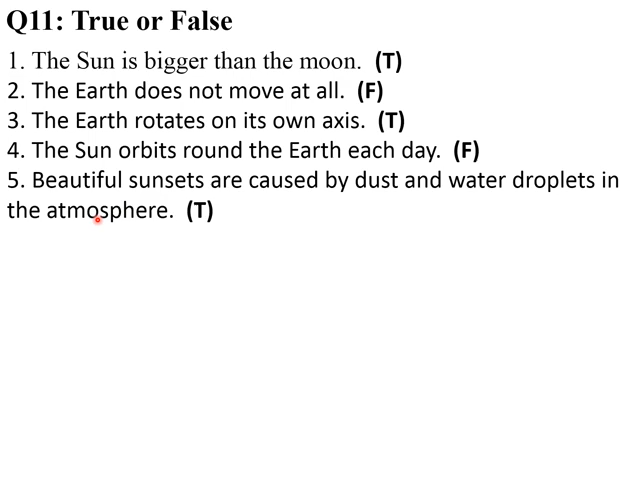 Q11: True or False
1. The Sun is bigger than the moon. (T)
2. The Earth does not move at all. (F)
3. The Earth rotates on its own axis. (T)
4. The Sun orbits round the Earth each day. (F)
5. Beautiful sunsets are caused by dust and water droplets in
the atmosphere. (T)